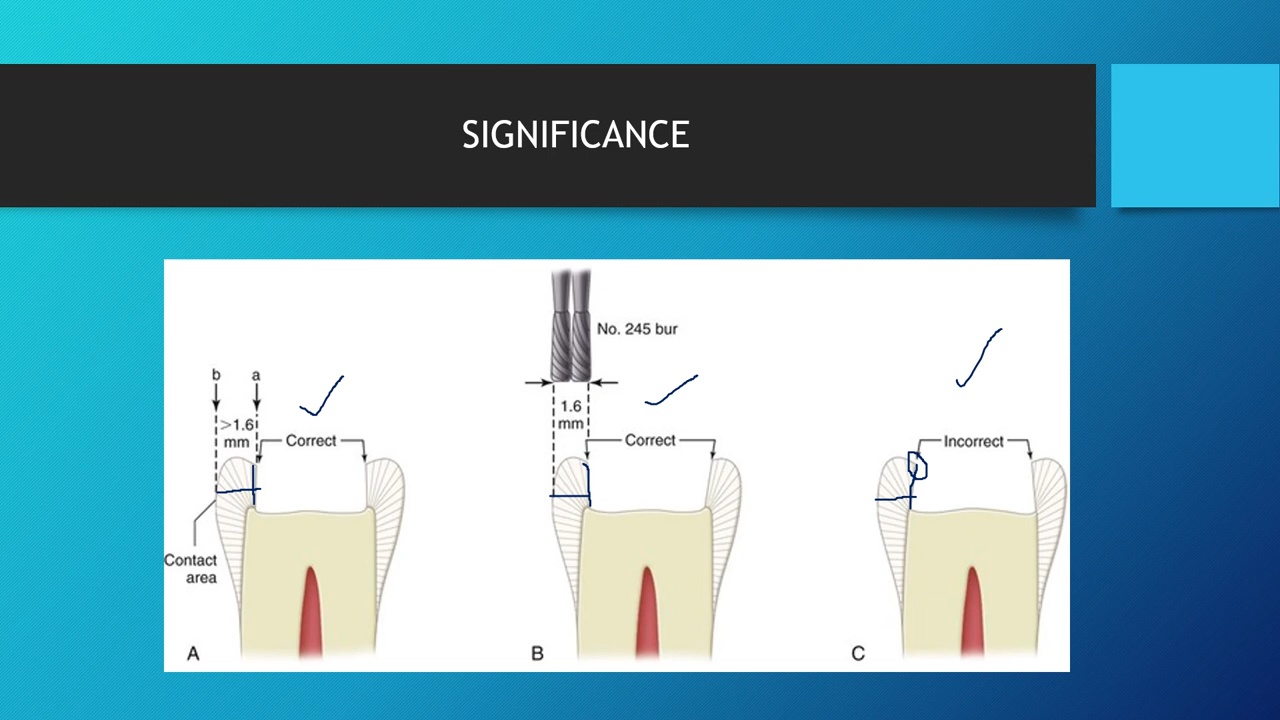 SIGNIFICANCE
No. 245 bur
b a
>1.6
mm
Correct
1.6
mm
Correct
Incorrect
Contact
area
A
B
C